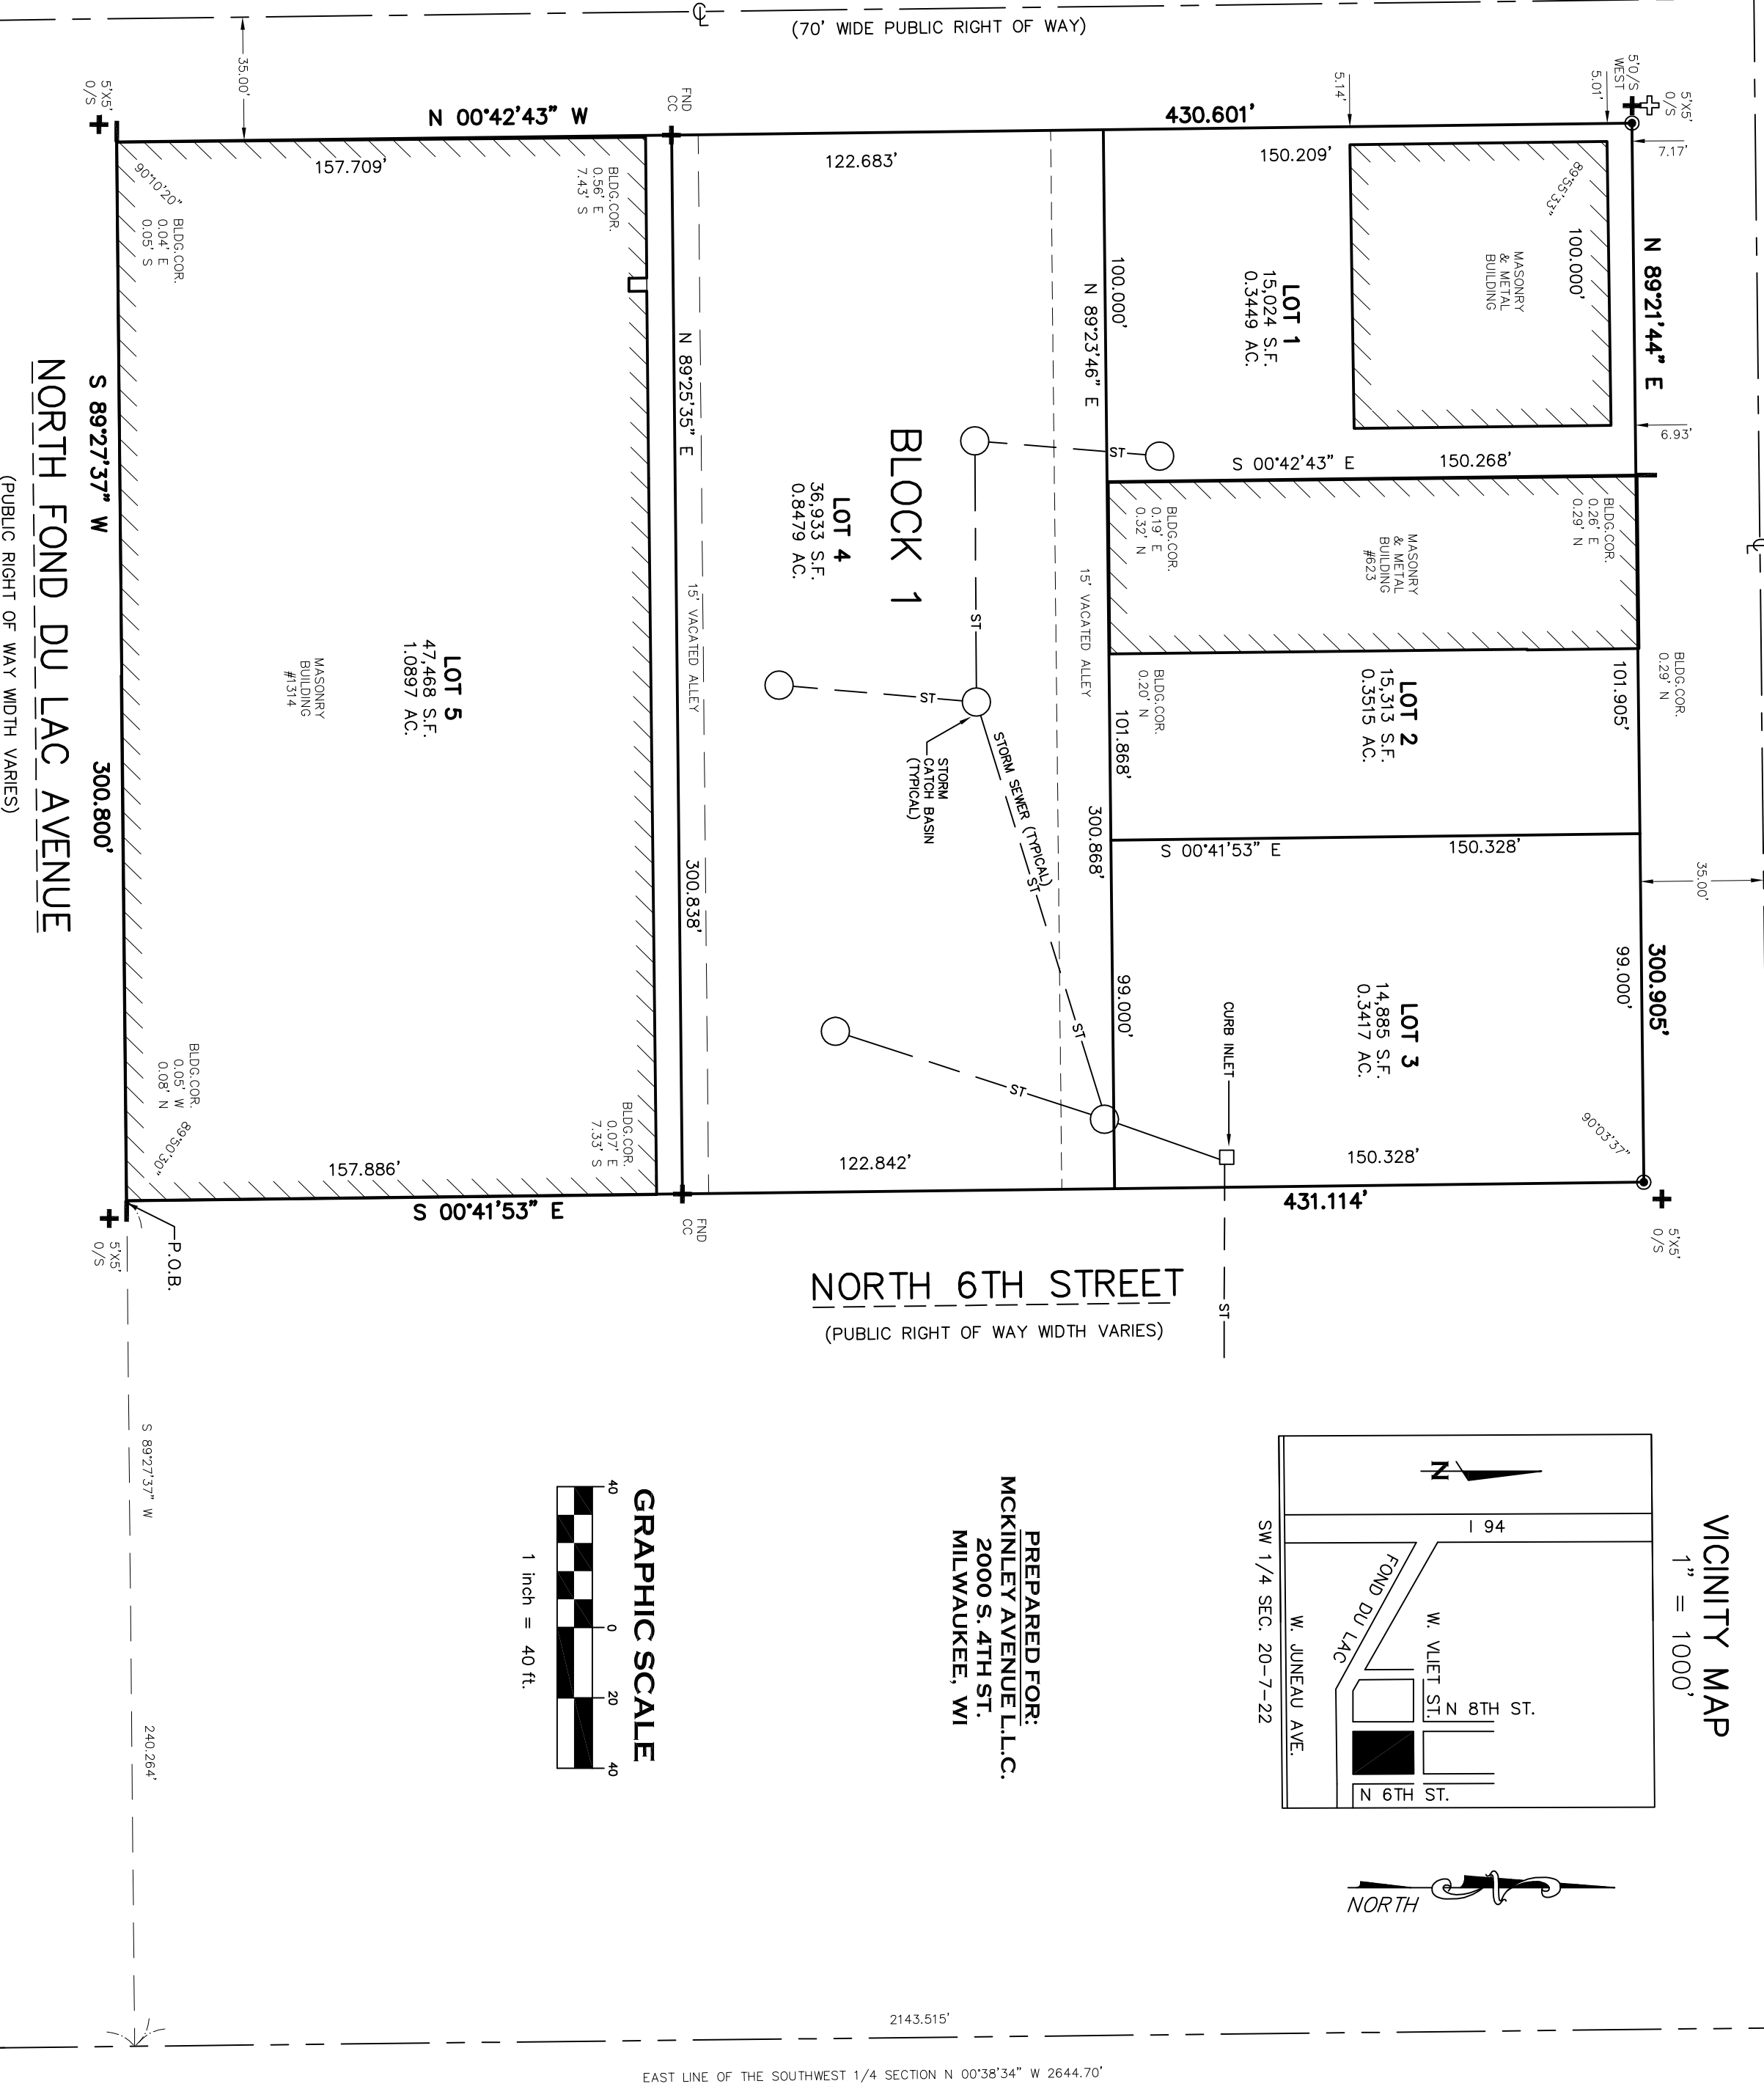 (70' WIDE PUBLIC RIGHT OF WAY)
35.00'
5'X5'
O/S
N 00°42'43" W
FND
CC
430.601'
5.14'
5.01'
5'O/S
WEST
5'X5'
O/S
7.17'
157.709'
90°10'20"
BLDG.COR.
0.04' E
0.05' S
BLDG.COR.
0.56' E
7.43' S
122.683'
150.209'
89°5'33"
100.000'
MASONRY
& METAL
BUILDING
N 89°21'44" E
6.93'
LOT 1
15,024 S.F.
0.3449 AC.
100.000'
N 89°23'46" E
S 00°42'43" E
150.268'
BLDG.COR.
0.26' E
0.29' N
MASONRY
& METAL
BUILDING
#623
BLDG.COR.
0.19' E
0.32' N
BLDG.COR.
0.29' N
BLDG.COR.
0.20' N
101.905'
LOT 2
15,313 S.F.
0.3515 AC.
101.868'
35.00'
S 00°41'53" E
150.328'
300.905'
99.000'
LOT 3
14,885 S.F.
0.3417 AC.
99.000'
CURB INLET
90°03'37"
150.328'
431.114'
5'X5'
O/S
15' VACATED ALLEY
300.868'
BLOCK 1
LOT 4
36,933 S.F.
0.8479 AC.
ST
ST
ST
STORM SEWER (TYPICAL)
ST
ST
ST
ST
STORM
CATCH BASIN
(TYPICAL)
122.842'
N 89°25'35" E
15' VACATED ALLEY
300.838'
LOT 5
47,468 S.F.
1.0897 AC.
MASONRY
BUILDING
#1314
BLDG.COR.
0.05' W
0.08' N
89°50'30"
BLDG.COR.
0.07' E
7.33' S
157.886'
S 00°41'53" E
FND
CC
S 89°27'37" W
300.800'
NORTH FOND DU LAC AVENUE
(PUBLIC RIGHT OF WAY WIDTH VARIES)
5'X5'
O/S
P.O.B.
NORTH 6TH STREET
(PUBLIC RIGHT OF WAY WIDTH VARIES)
VICINITY MAP
1" = 1000'
N
I 94
FOND DU LAC
W. VLIET ST.
N 8TH ST.
N 6TH ST.
W. JUNEAU AVE.
SW 1/4 SEC. 20-7-22
NORTH
PREPARED FOR:
MCKINLEY AVENUE L.L.C.
2000 S. 4TH ST.
MILWAUKEE, WI
GRAPHIC SCALE
40 0 20 40
1 inch = 40 ft.
S 89°27'37" W
240.264'
2143.515'
EAST LINE OF THE SOUTHWEST 1/4 SECTION N 00°38'34" W 2644.70'